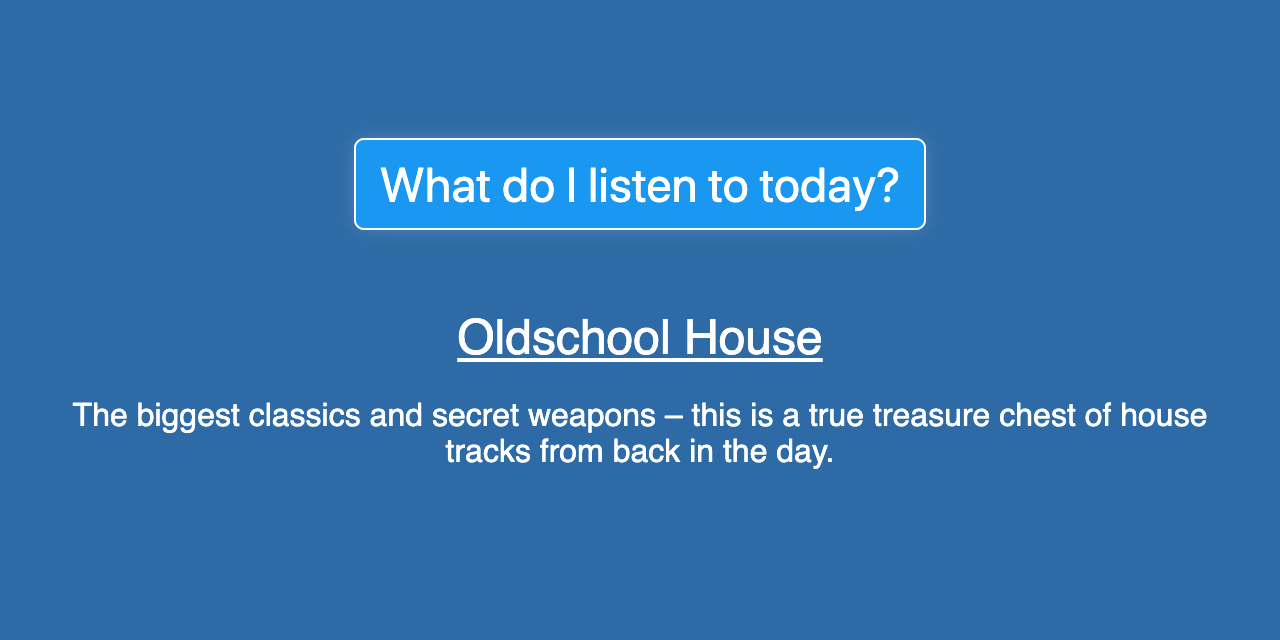 What do I listen to today?
Oldschool House
The biggest classics and secret weapons – this is a true treasure chest of house
tracks from back in the day.